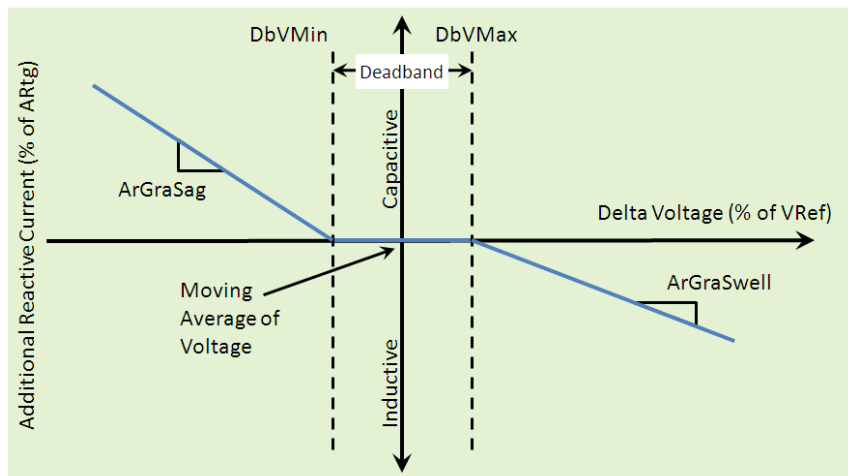 DbVMin
DbVMax
Deadband
Additional Reactive Current (% of ARtg)
Capacitive
ArGraSag
Delta Voltage (% of VRef)
Moving
Average of
Voltage
ArGraSwell
Inductive